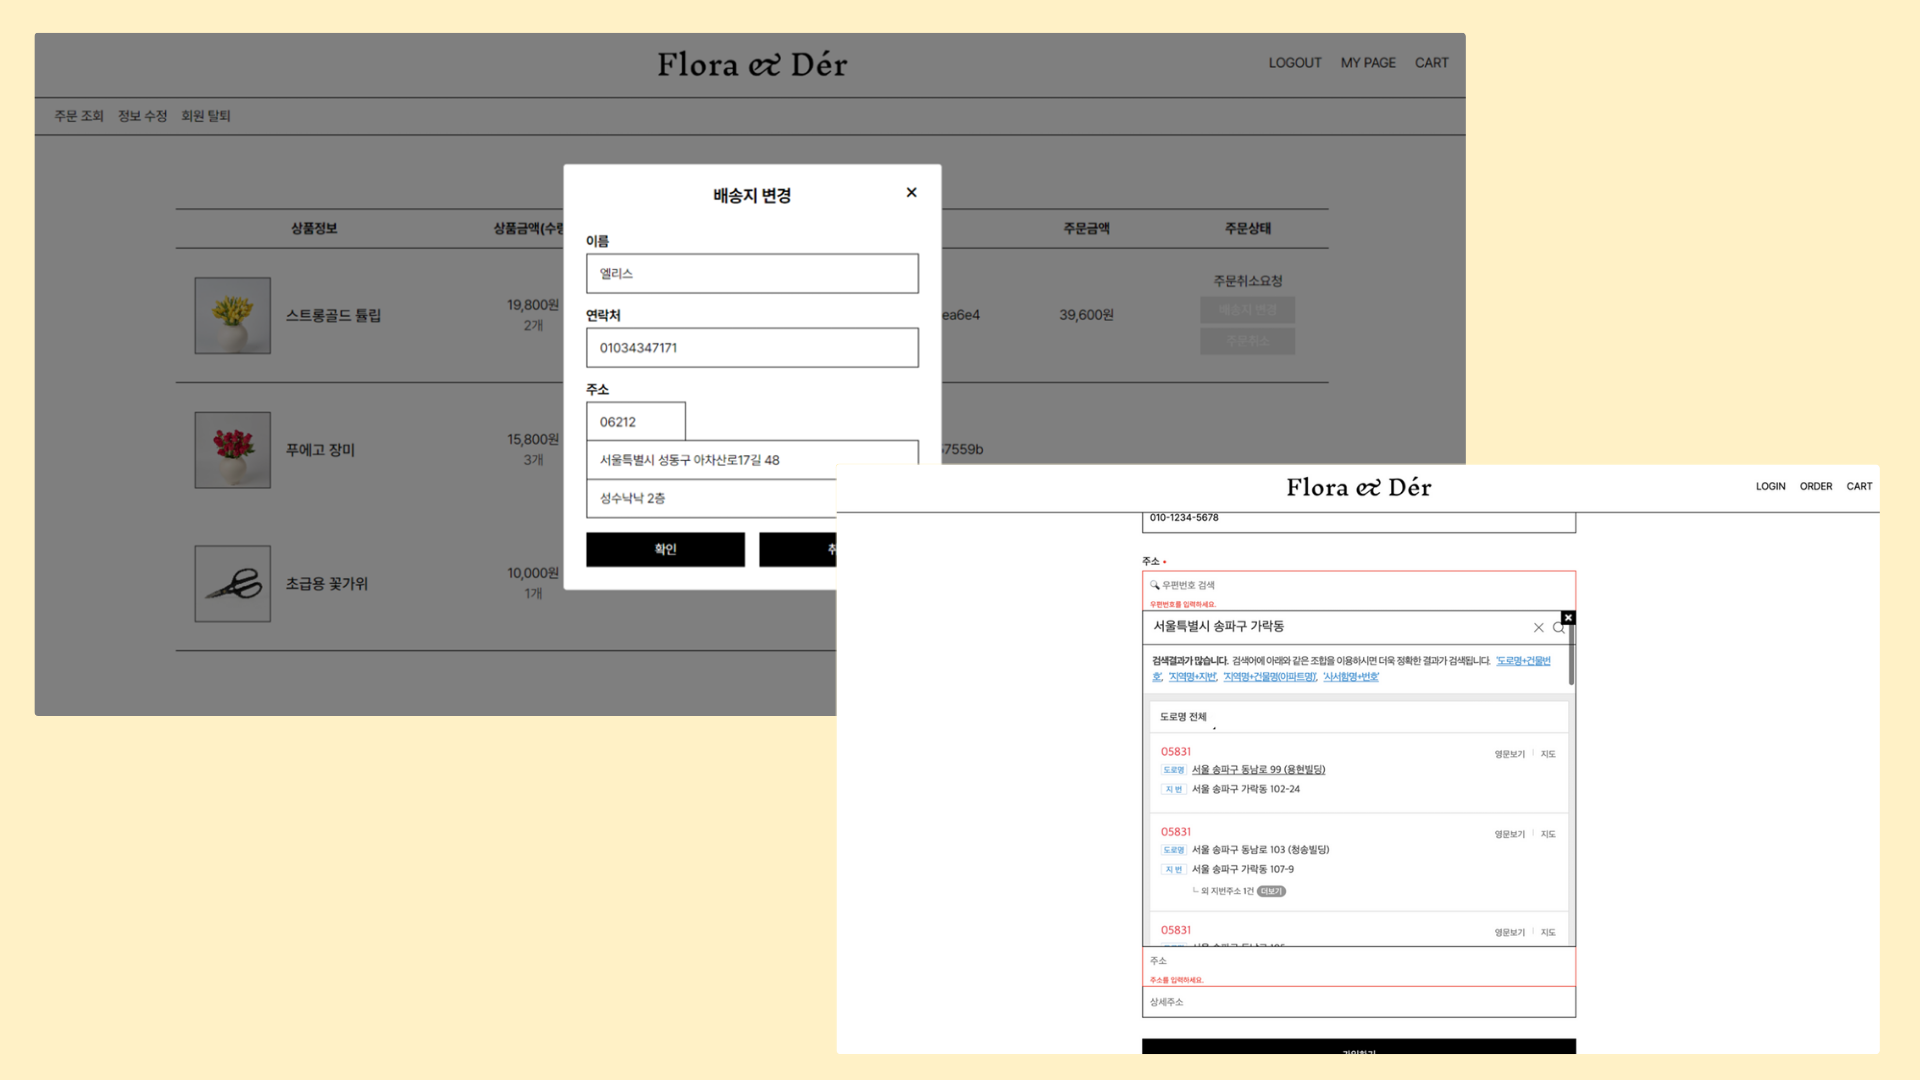 Flora & Dér
LOGOUT MY PAGE CART
주문 조회 정보 수정 회원 탈퇴
배송지 변경
상품정보
상품금액(수량
주문금액
주문상태
이름
엘리스
스트롱골드 튤립
19,800원
2개
ea6e4
39,600원
주문취소요청
배송지 변경
주문취소
연락처
01034347171
주소
06212
서울특별시 성동구 아차산로17길 48
성수낙낙 2층
확인
푸에고 장미
15,800원
3개
7559b
초급용 꽃가위
10,000원
1개
Flora & Dér
LOGIN ORDER CART
010-1234-5678
주소 •
우편번호 검색
우편번호를 입력하세요.
서울특별시 송파구 가락동
검색결과가 많습니다. 검색어에 아래와 같은 조합을 이용하시면 더욱 정확한 결과가 검색됩니다. '도로명+건물번
호', '지역명+지번', '지역명+건물명(아파트명)', '사서함명+번호'
도로명 전체
05831
영문보기 지도
도로명 서울 송파구 동남로 99 (용현빌딩)
지 번 서울 송파구 가락동 102-24
05831
영문보기 지도
도로명 서울 송파구 동남로 103 (청송빌딩)
지 번 서울 송파구 가락동 107-9
외 지번주소 1건 더보기
05831
영문보기 지도
주소
주소를 입력하세요.
상세주소